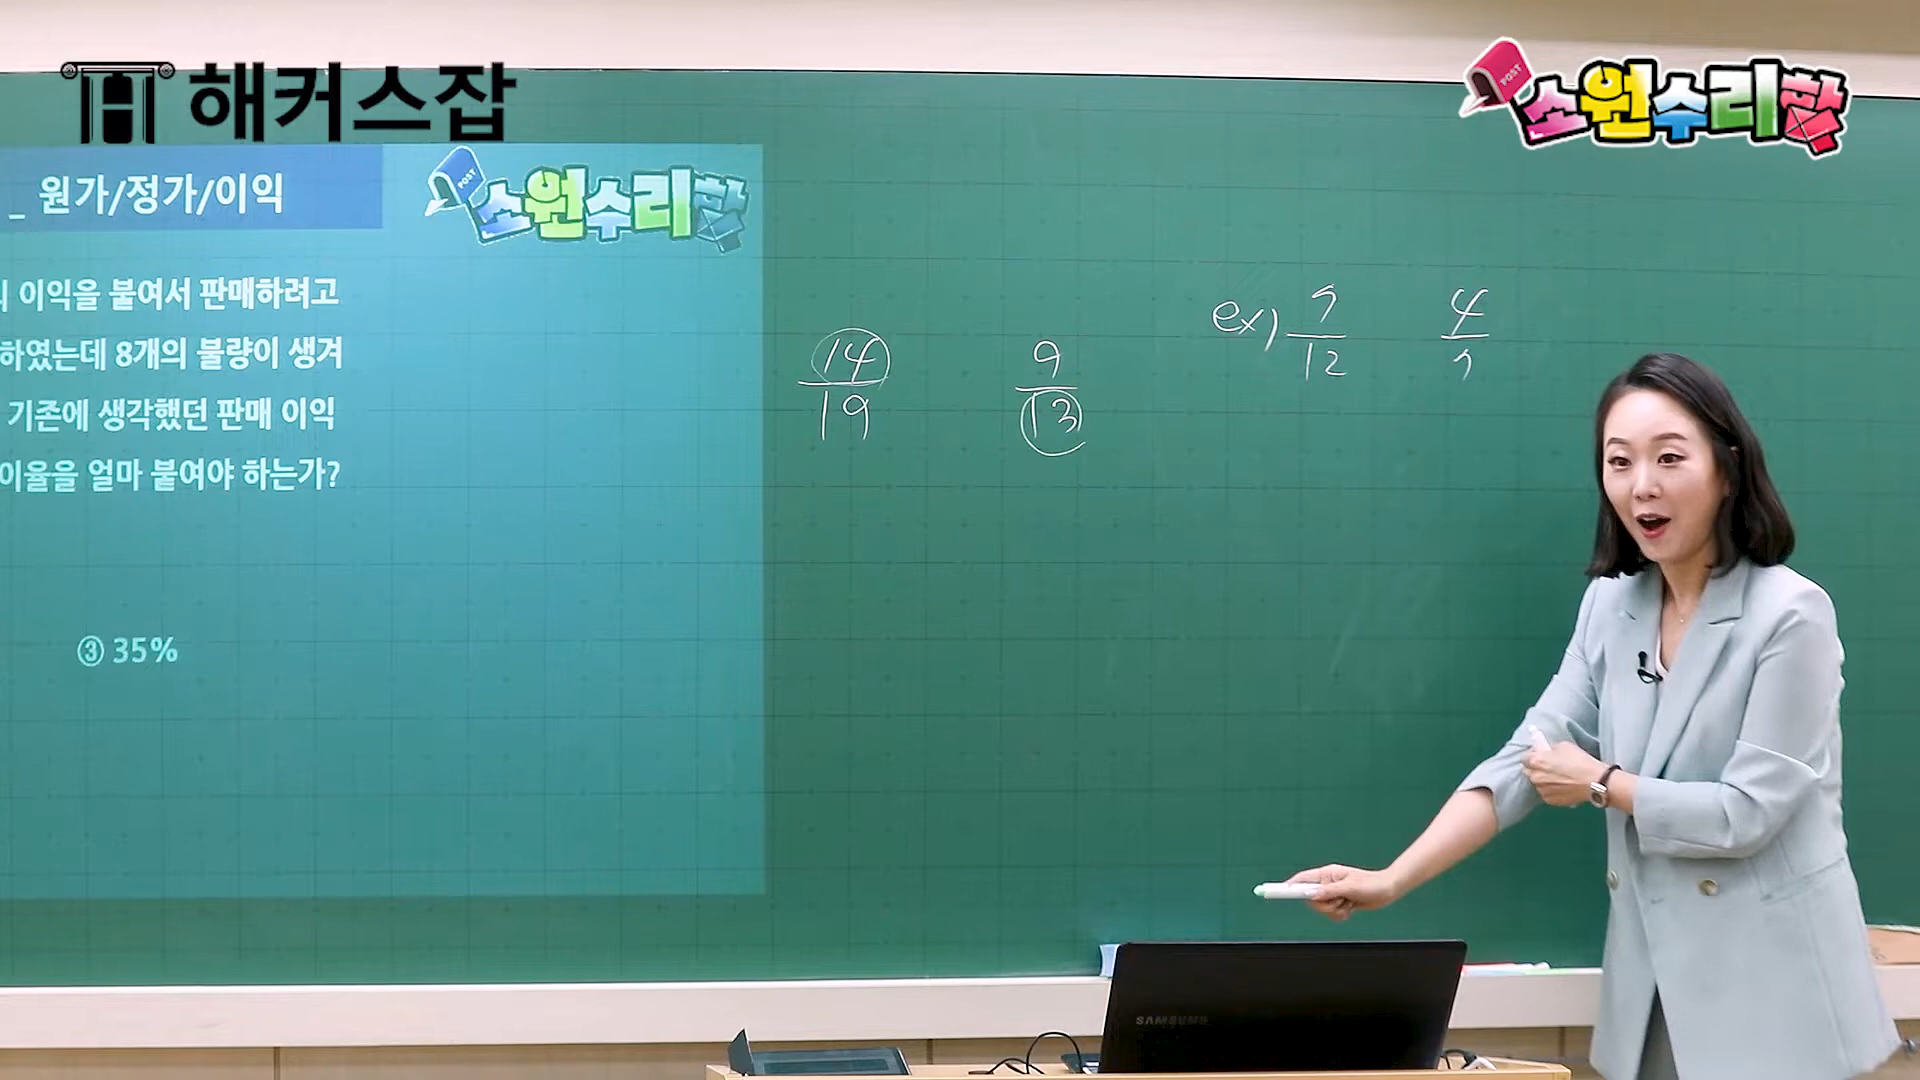 해커스잡
POST 소원수리함
_ 원가/정가/이익
POST 소원수리함
이익을 붙여서 판매하려고
하였는데 8개의 불량이 생겨
기존에 생각했던 판매 이익
이율을 얼마 붙여야 하는가?
③ 35%
14
19
9
13
ex)
12
4
SAMSUNG